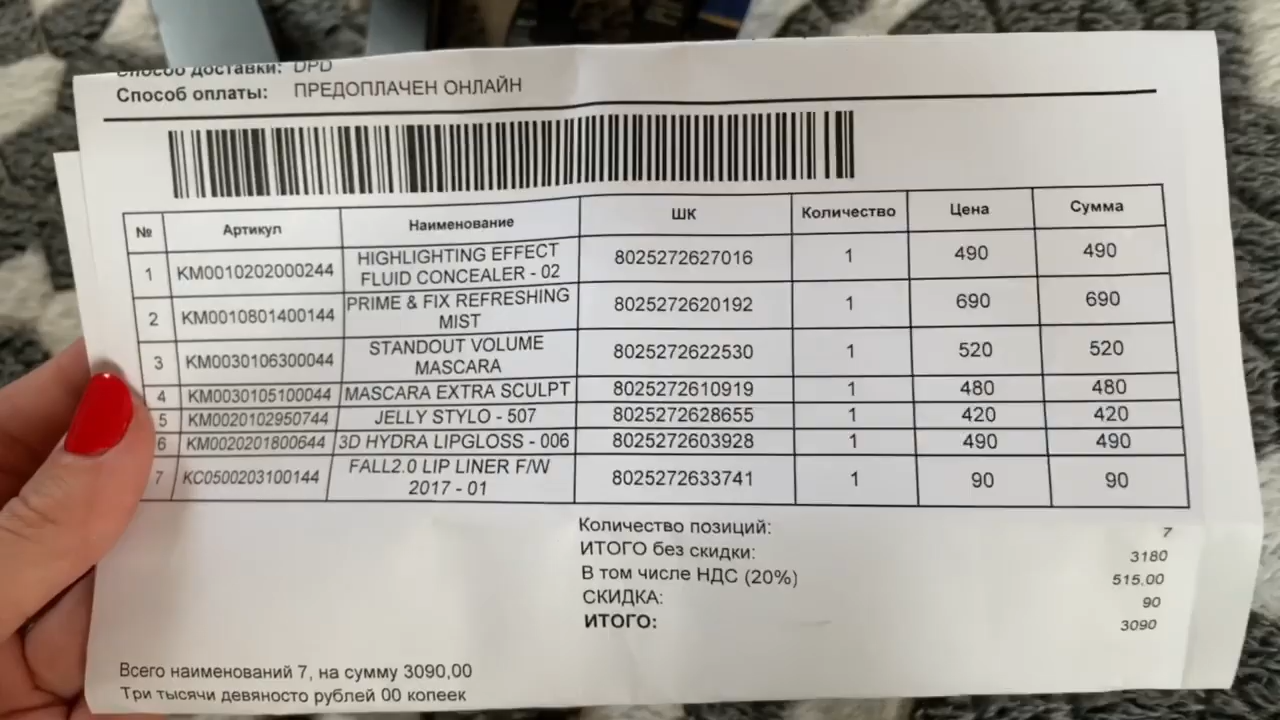 Способ доставки: DPD
Способ оплаты: ПРЕДОПЛАЧЕН ОНЛАЙН
№ Артикул Наименование ШК Количество Цена Сумма
1 KM0010202000244 HIGHLIGHTING EFFECT FLUID CONCEALER - 02 8025272627016 1 490 490
2 KM0010801400144 PRIME & FIX REFRESHING MIST 8025272620192 1 690 690
3 KM0030106300044 STANDOUT VOLUME MASCARA 8025272622530 1 520 520
4 KM0030105100044 MASCARA EXTRA SCULPT 8025272610919 1 480 480
5 KM0020102950744 JELLY STYLO - 507 8025272628655 1 420 420
6 KM0020201800644 3D HYDRA LIPGLOSS - 006 8025272603928 1 490 490
7 KC0500203100144 FALL2.0 LIP LINER F/W 2017 - 01 8025272633741 1 90 90
Количество позиций: 7
ИТОГО без скидки: 3180
В том числе НДС (20%) 515,00
СКИДКА: 90
ИТОГО: 3090
Всего наименований 7, на сумму 3090,00
Три тысячи девяносто рублей 00 копеек